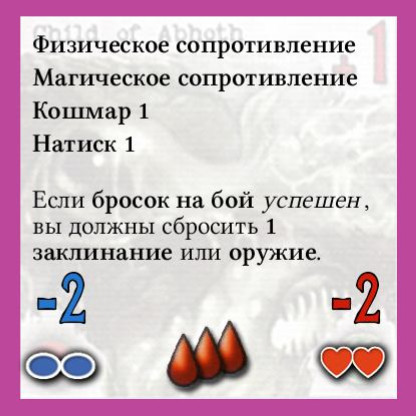 Child of Abhoth
+1
Физическое сопротивление
Магическое сопротивление
Кошмар 1
Натиск 1
Если бросок на бой успешен,
вы должны сбросить 1
заклинание или оружие.
-2 -2